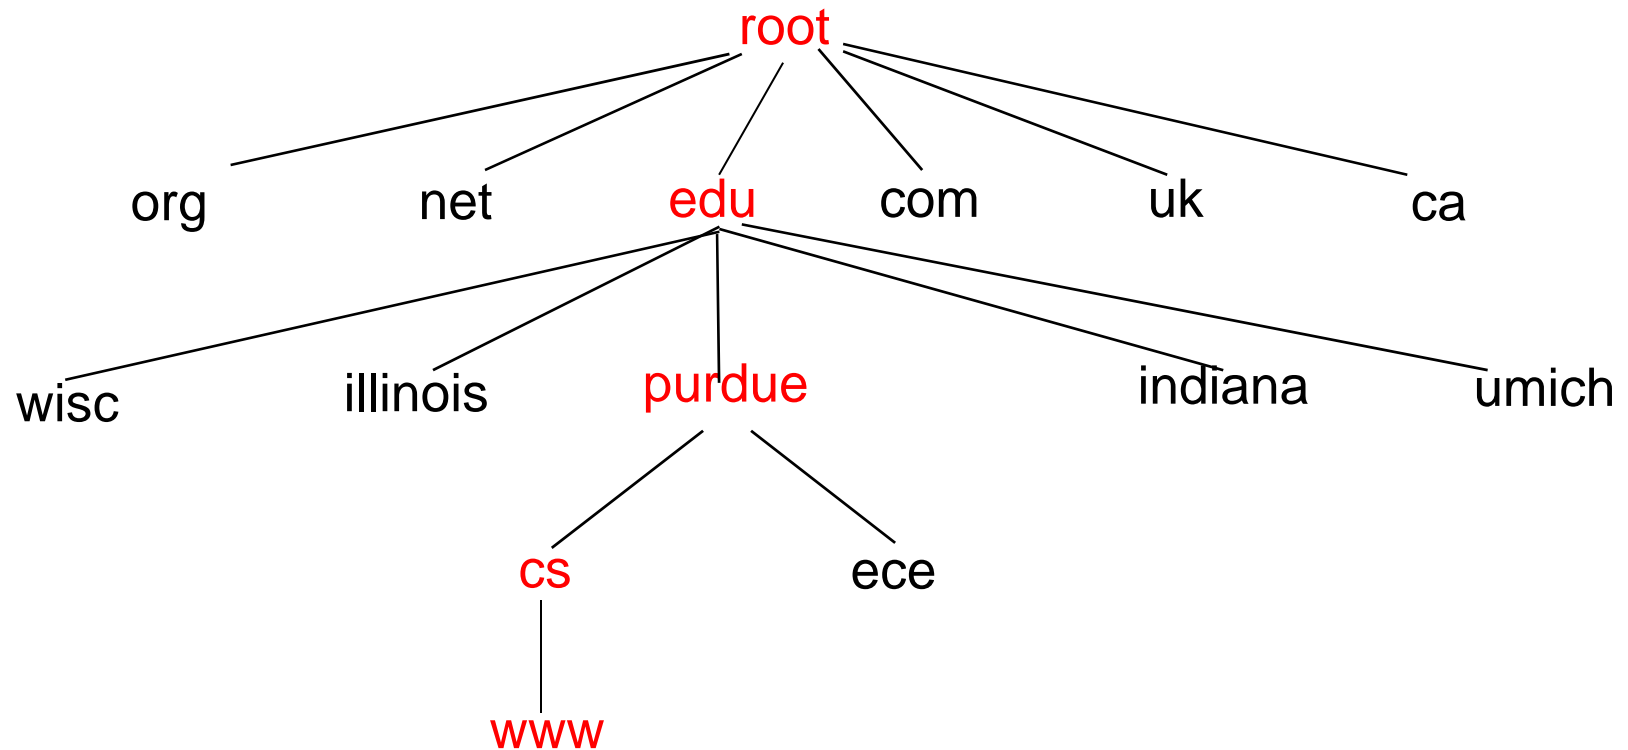 root
org net edu com uk ca
wisc illinois purdue indiana umich
cs ece
www